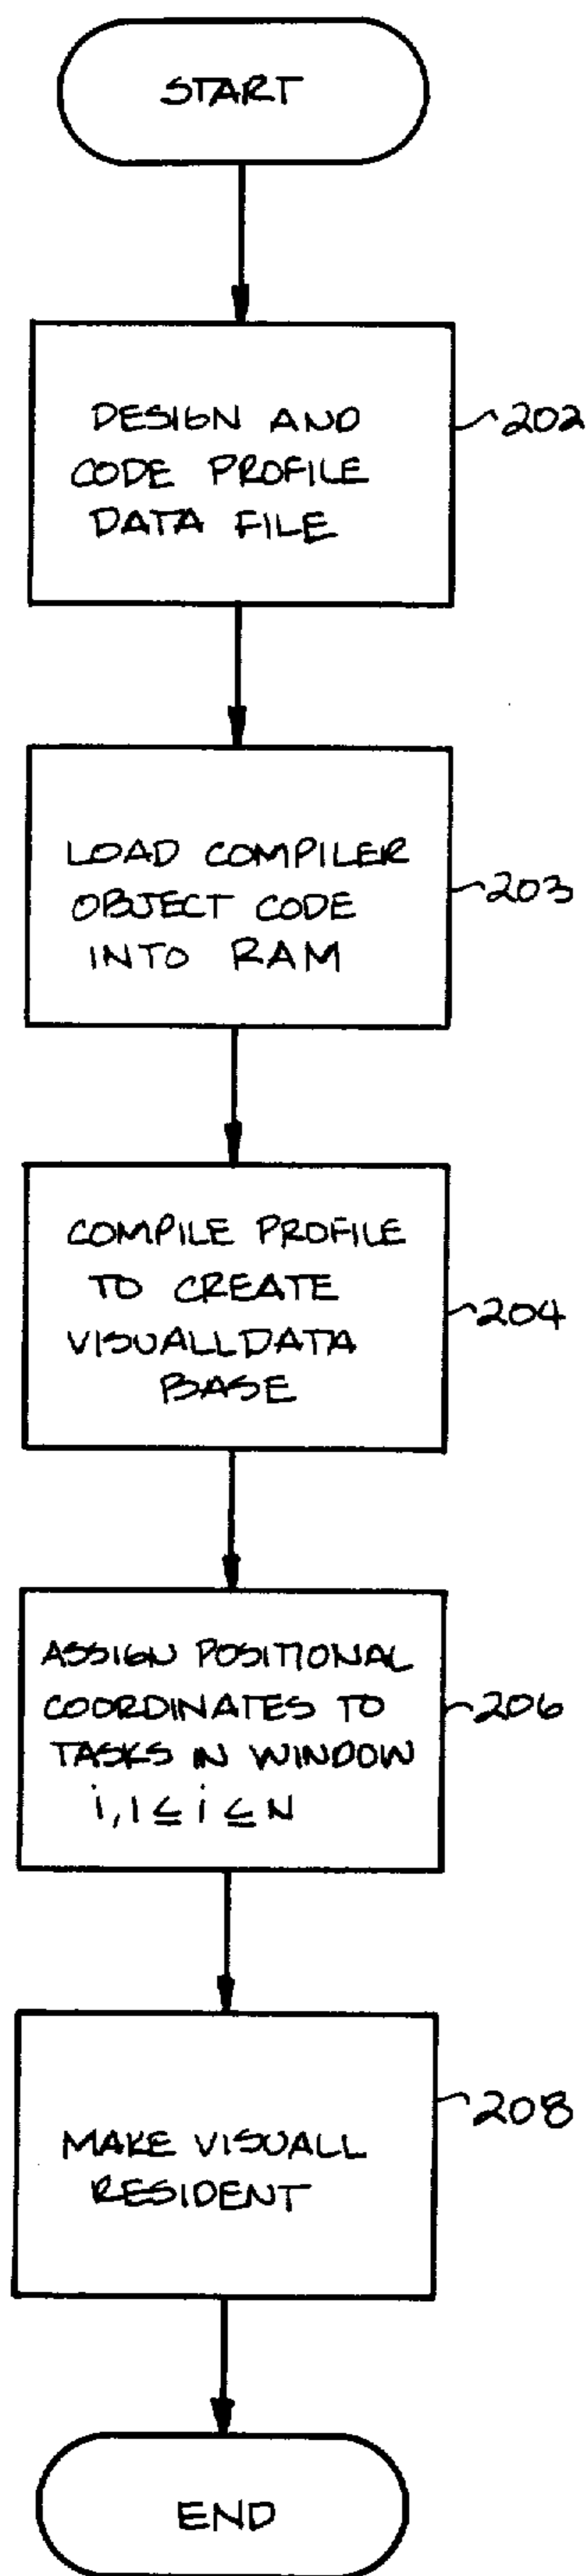 START
DESIGN AND
CODE PROFILE
DATA FILE
202
LOAD COMPILER
OBJECT CODE
INTO RAM
203
COMPILE PROFILE
TO CREATE
VISUALLDATA
BASE
204
ASSIGN POSITIONAL
COORDINATES TO
TASKS IN WINDOW
i, 1 ≤ i ≤ N
206
MAKE VISUALL
RESIDENT
208
END